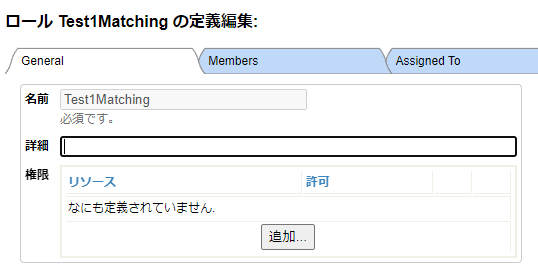 ロール Test1Matching の定義編集:
General Members Assigned To
名前 Test1Matching
必須です。
詳細
権限 リソース 許可
なにも定義されていません.
追加...